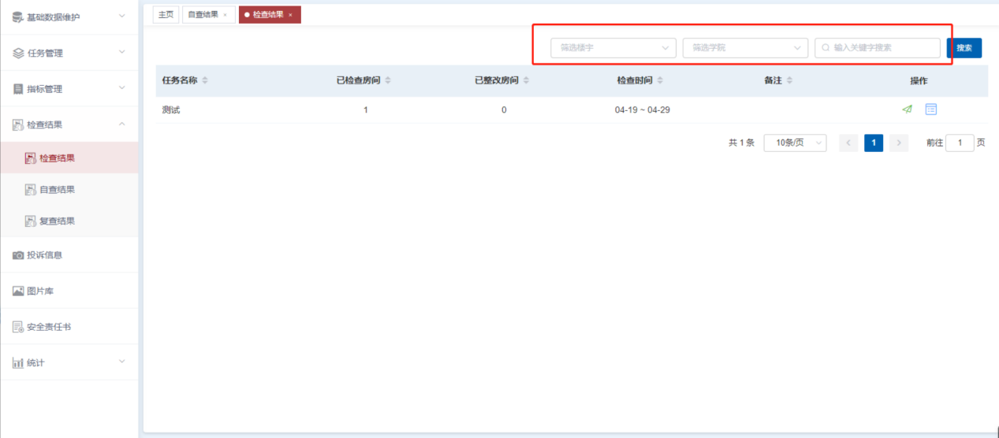 基础数据维护
任务管理
指标管理
检查结果
检查结果
自查结果
复查结果
投诉信息
图片库
安全责任书
统计
主页 自查结果 × 检查结果 ×
筛选楼宇 筛选学院 输入关键字搜素 搜索
任务名称 已检查房间 已整改房间 检查时间 备注 操作
测试 1 0 04-19 ~ 04-29
共 1 条 10条/页 1 前往 1 页